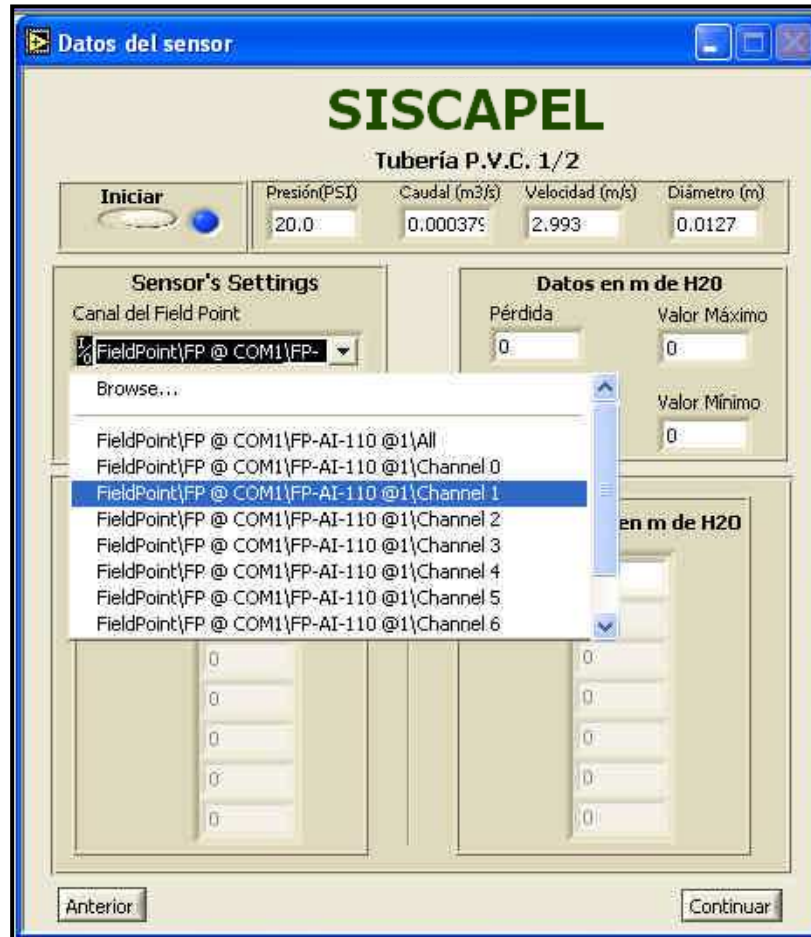 Datos del sensor
SISCAPEL
Tubería P.V.C. 1/2
Iniciar
Presión(PSI) Caudal (m3/s) Velocidad (m/s) Diámetro (m)
20.0 0.000379 2.993 0.0127
Sensor's Settings
Canal del Field Point
FieldPoint\FP @ COM1\FP-
Datos en m de H20
Pérdida Valor Máximo
0 0
Valor Mínimo
0
Browse...
FieldPoint\FP @ COM1\FP-AI-110 @1\All
FieldPoint\FP @ COM1\FP-AI-110 @1\Channel 0
FieldPoint\FP @ COM1\FP-AI-110 @1\Channel 1
FieldPoint\FP @ COM1\FP-AI-110 @1\Channel 2
FieldPoint\FP @ COM1\FP-AI-110 @1\Channel 3
FieldPoint\FP @ COM1\FP-AI-110 @1\Channel 4
FieldPoint\FP @ COM1\FP-AI-110 @1\Channel 5
FieldPoint\FP @ COM1\FP-AI-110 @1\Channel 6
en m de H20
0 0
0 0
0 0
0 0
0 0
Anterior Continuar